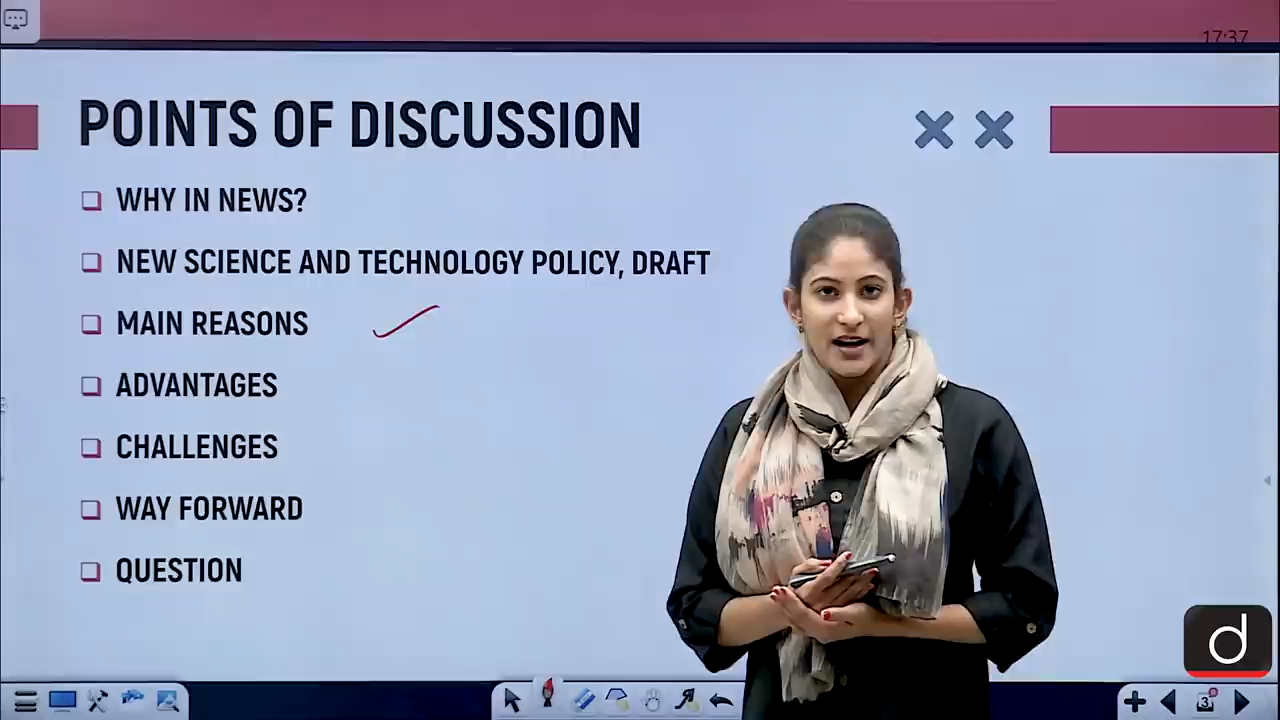 17:37
POINTS OF DISCUSSION
❑ WHY IN NEWS?
❑ NEW SCIENCE AND TECHNOLOGY POLICY, DRAFT
❑ MAIN REASONS
❑ ADVANTAGES
❑ CHALLENGES
❑ WAY FORWARD
❑ QUESTION
d
3